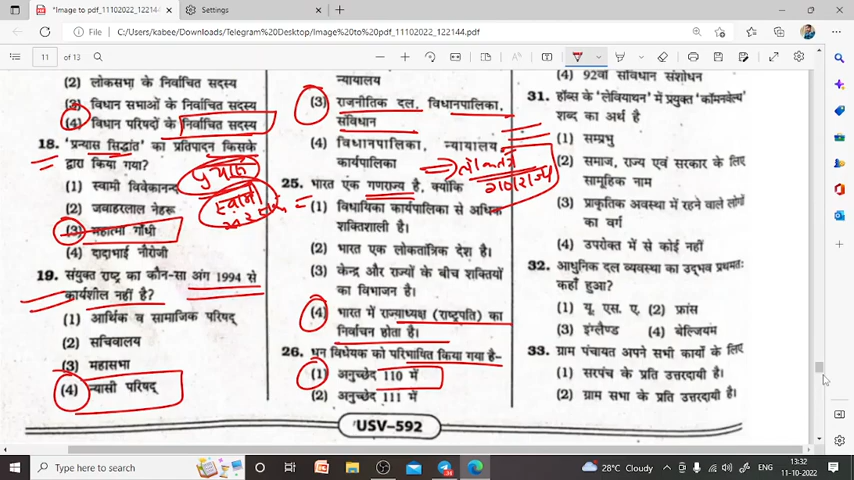 *Image to pdf_11102022_12214
Settings
C:/Users/kabee/Downloads/Telegram%20Desktop/Image%20to%20pdf_11102022_122144.pdf
11 of 13
(2) लोकसभा के निर्वाचित सदस्य
(3) विधान सभाओं के निर्वाचित सदस्य
(4) विधान परिषदों के निर्वाचित सदस्य
18. 'प्रन्यास सिद्धांत' का प्रतिपादन किसके
द्वारा किया गया?
(1) स्वामी विवेकानन्द
(2) जवाहरलाल नेहरू
(3) महात्मा गाँधी
(4) दादाभाई नौरोजी
19. संयुक्त राष्ट्र का कौन-सा अंग 1994 से
कार्यशील नहीं है?
(1) आर्थिक व सामाजिक परिषद्
(2) सचिवालय
(3) महासभा
(4) न्यासी परिषद्
न्यायालय
(3) राजनीतिक दल, विधानपालिका,
संविधान
(4) विधानपालिका, न्यायालय
कार्यपालिका
लोकतंत्र
गणराज्य
25. भारत एक गणराज्य है, क्योंकि
(1) विधायिका कार्यपालिका से अधिक
शक्तिशाली है।
(2) भारत एक लोकतांत्रिक देश है।
(3) केन्द्र और राज्यों के बीच शक्तियों
का विभाजन है।
(4) भारत में राज्याध्यक्ष (राष्ट्रपति) का
निर्वाचन होता है।
26. धन विधेयक को परिभाषित किया गया है-
(1) अनुच्छेद 110 में
(2) अनुच्छेद 111 में
(4) 92वाँ संविधान संशोधन
31. हॉब्स के 'लेवियाथन' में प्रयुक्त 'कॉमनवेल्थ'
शब्द का अर्थ है
(1) सम्प्रभु
(2) समाज, राज्य एवं सरकार के लिए
सामूहिक नाम
(3) प्राकृतिक अवस्था में रहने वाले लोगों
का वर्ग
(4) उपरोक्त में से कोई नहीं
32. आधुनिक दल व्यवस्था का उद्भव प्रथमतः
कहाँ हुआ?
(1) यू. एस. ए. (2) फ्रांस
(3) इंग्लैण्ड (4) बेल्जियम
33. ग्राम पंचायत अपने सभी कार्यों के लिए
(1) सरपंच के प्रति उत्तरदायी है।
(2) ग्राम सभा के प्रति उत्तरदायी है।
USV-592
Type here to search
28°C Cloudy
ENG
13:32
11-10-2022